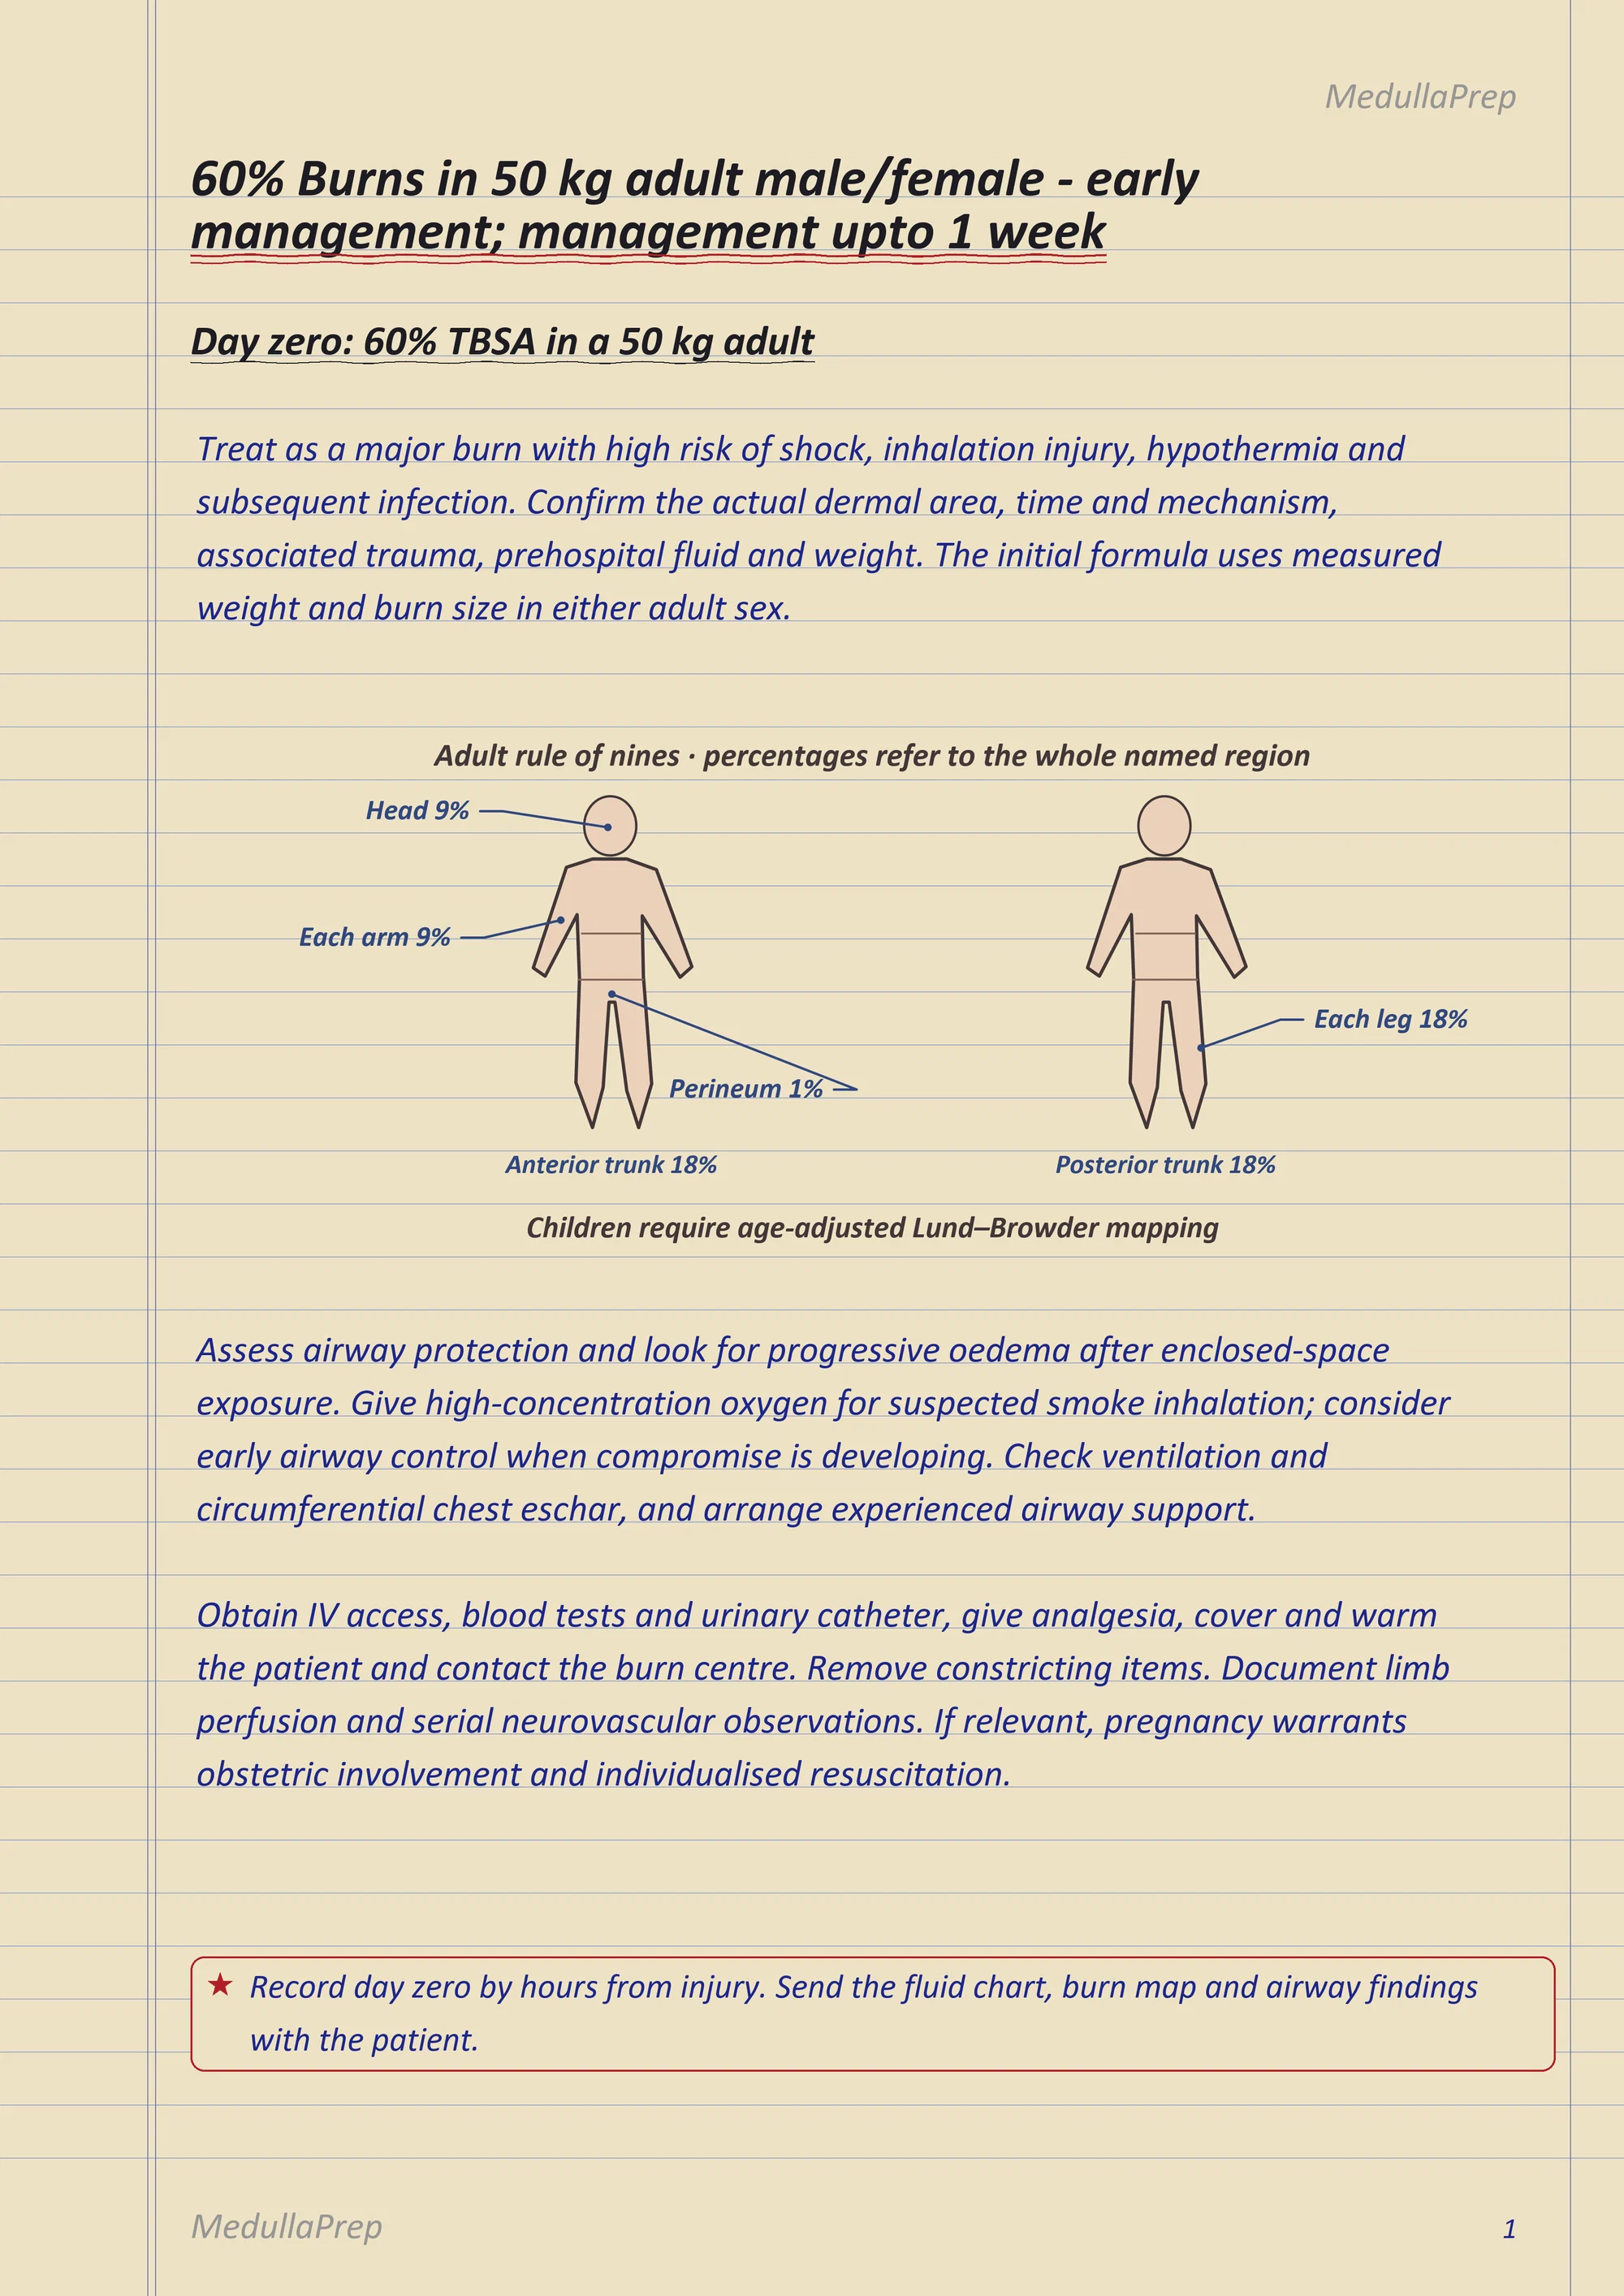 MedullaPrep
60% Burns in 50 kg adult male/female - early
management; management upto 1 week
Day zero: 60% TBSA in a 50 kg adult
Treat as a major burn with high risk of shock, inhalation injury, hypothermia and
subsequent infection. Confirm the actual dermal area, time and mechanism,
associated trauma, prehospital fluid and weight. The initial formula uses measured
weight and burn size in either adult sex.
Adult rule of nines · percentages refer to the whole named region
Head 9%
Each arm 9%
Each leg 18%
Perineum 1%
Anterior trunk 18%
Posterior trunk 18%
Children require age-adjusted Lund–Browder mapping
Assess airway protection and look for progressive oedema after enclosed-space
exposure. Give high-concentration oxygen for suspected smoke inhalation; consider
early airway control when compromise is developing. Check ventilation and
circumferential chest eschar, and arrange experienced airway support.
Obtain IV access, blood tests and urinary catheter, give analgesia, cover and warm
the patient and contact the burn centre. Remove constricting items. Document limb
perfusion and serial neurovascular observations. If relevant, pregnancy warrants
obstetric involvement and individualised resuscitation.
★ Record day zero by hours from injury. Send the fluid chart, burn map and airway findings
with the patient.
MedullaPrep
1